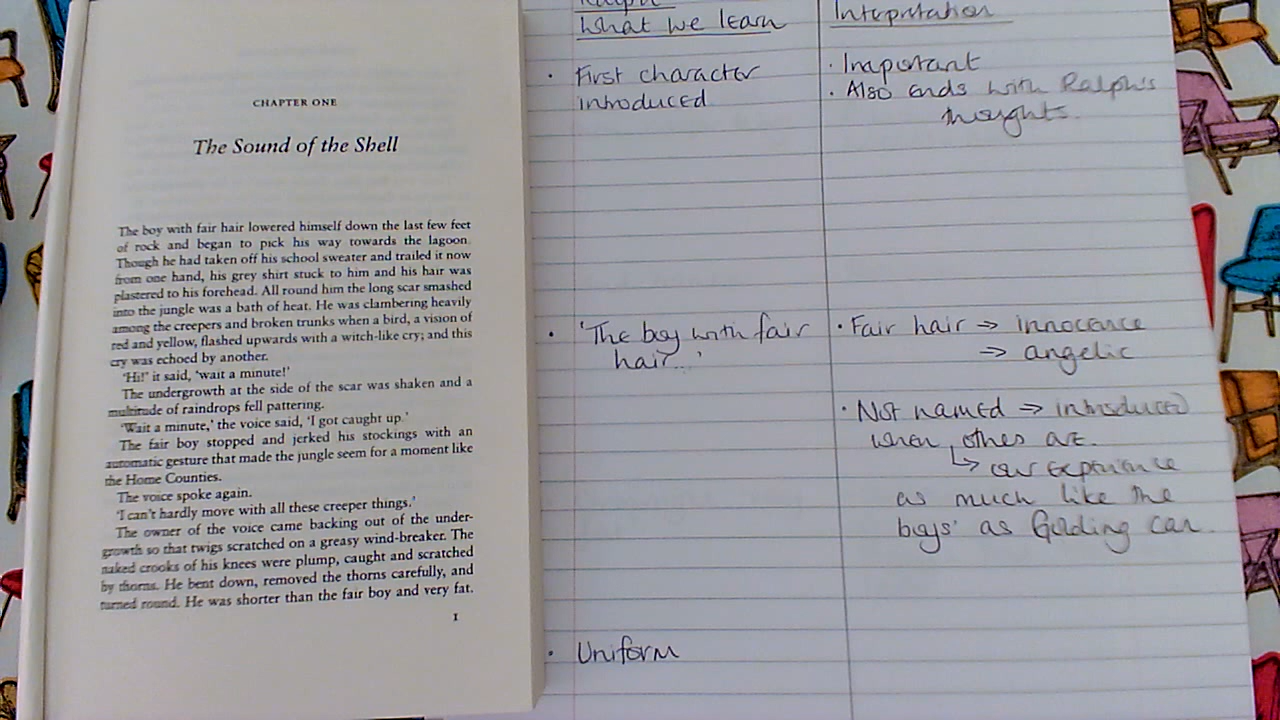 CHAPTER ONE
The Sound of the Shell
The boy with fair hair lowered himself down the last few feet
of rock and began to pick his way towards the lagoon.
Though he had taken off his school sweater and trailed it now
from one hand, his grey shirt stuck to him and his hair was
plastered to his forehead. All round him the long scar smashed
into the jungle was a bath of heat. He was clambering heavily
among the creepers and broken trunks when a bird, a vision of
red and yellow, flashed upwards with a witch-like cry; and this
cry was echoed by another.
'Hi!' it said, 'wait a minute!'
The undergrowth at the side of the scar was shaken and a
multitude of raindrops fell pattering.
'Wait a minute,' the voice said, 'I got caught up.'
The fair boy stopped and jerked his stockings with an
automatic gesture that made the jungle seem for a moment like
the Home Counties.
The voice spoke again.
'I can't hardly move with all these creeper things.'
The owner of the voice came backing out of the under-
growth so that twigs scratched on a greasy wind-breaker. The
naked crooks of his knees were plump, caught and scratched
by thorns. He bent down, removed the thorns carefully, and
turned round. He was shorter than the fair boy and very fat.
1
Ralph
What we learn
· First character
introduced
· 'The boy with fair
hair...'
· Uniform
Intepretation
· Important
· Also ends with Ralph's
thoughts.
· Fair hair → innocence
→ angelic
· Not named → introduced
when others are.
↳ our experience
as much like the
boys' as Golding can.